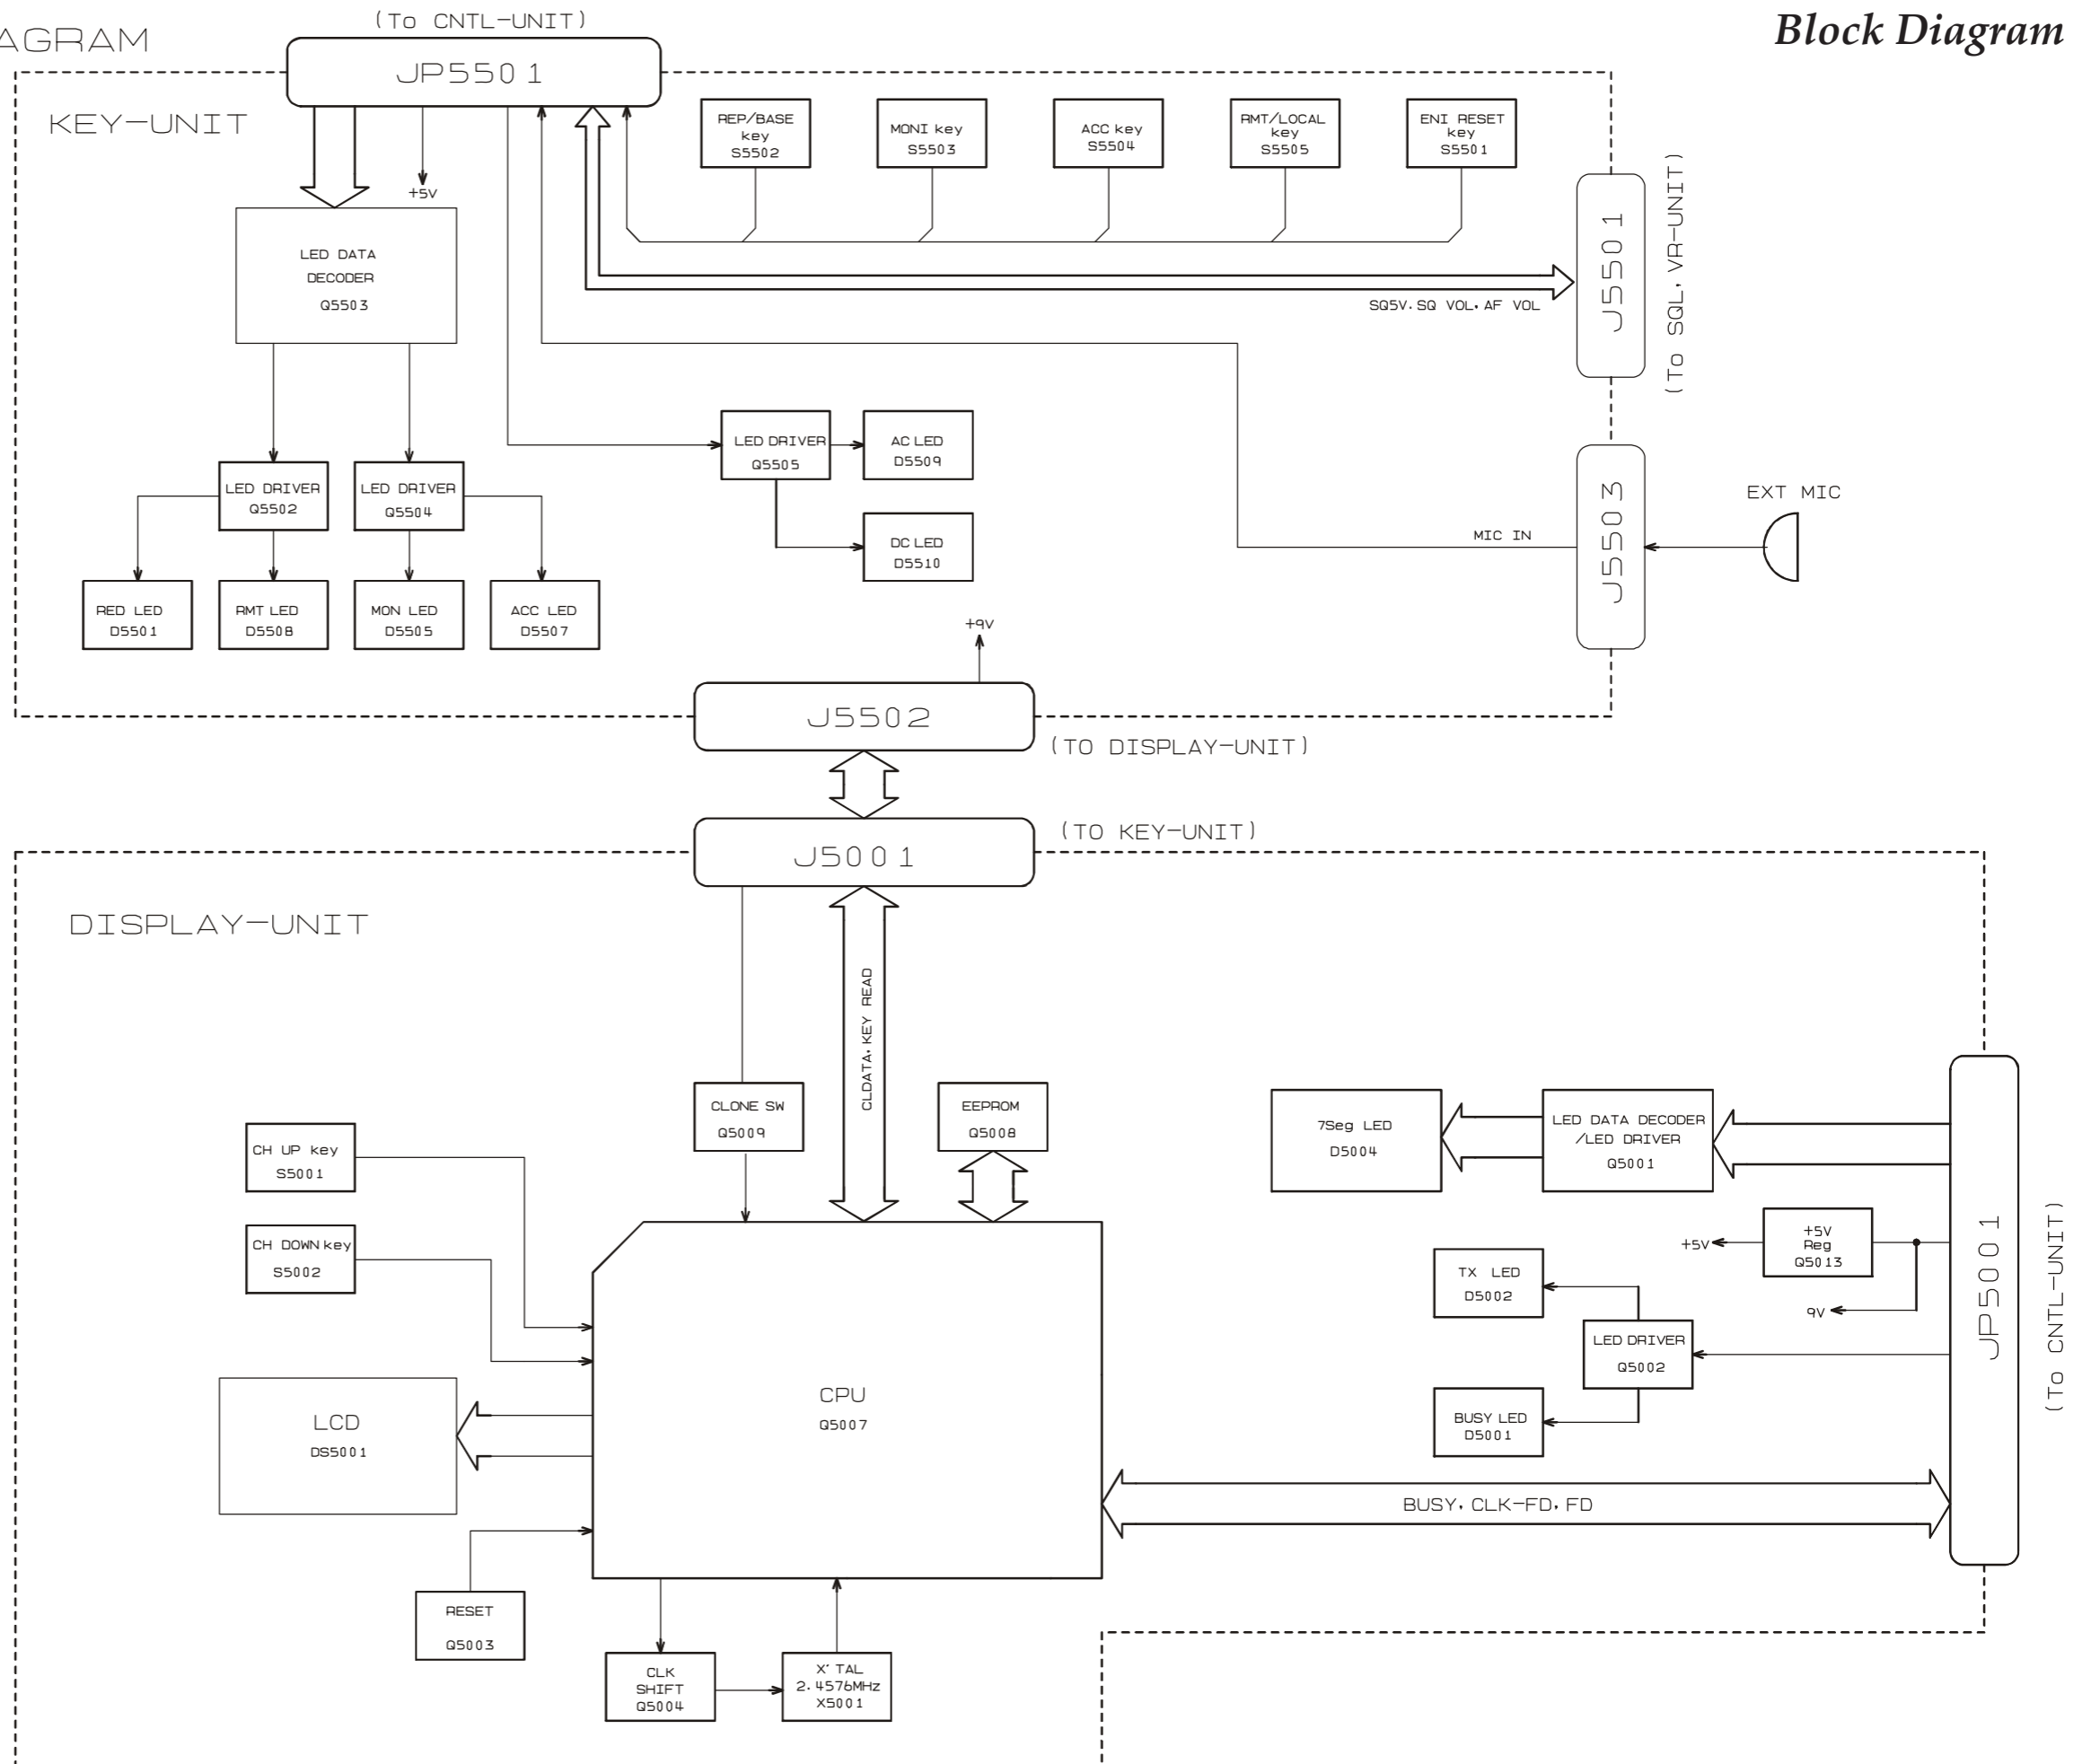 (To CNTL-UNIT)
Block Diagram
AGRAM
JP5501
KEY-UNIT
REP/BASE
key
S5502
MONI key
S5503
ACC key
S5504
RMT/LOCAL
key
S5505
ENI RESET
key
S5501
+5V
LED DATA
DECODER
Q5503
J5501
(To SQL, VR-UNIT)
SQ5V. SQ VOL, AF VOL
LED DRIVER
Q5505
AC LED
D5509
LED DRIVER
Q5502
LED DRIVER
Q5504
DC LED
D5510
MIC IN
J5503
EXT MIC
RED LED
D5501
RMT LED
D5508
MON LED
D5505
ACC LED
D5507
+9V
J5502
(TO DISPLAY-UNIT)
(TO KEY-UNIT)
J5001
DISPLAY-UNIT
CLDATA, KEY READ
CLONE SW
Q5009
EEPROM
Q5008
CH UP key
S5001
7Seg LED
D5004
LED DATA DECODER
/LED DRIVER
Q5001
CH DOWN key
S5002
+5V
+5V
Reg
Q5013
JP5001
(To CNTL-UNIT)
TX LED
D5002
9V
LED DRIVER
Q5002
BUSY LED
D5001
CPU
Q5007
LCD
DS5001
BUSY, CLK-FD, FD
RESET
Q5003
CLK
SHIFT
Q5004
X'TAL
2.4576MHz
X5001